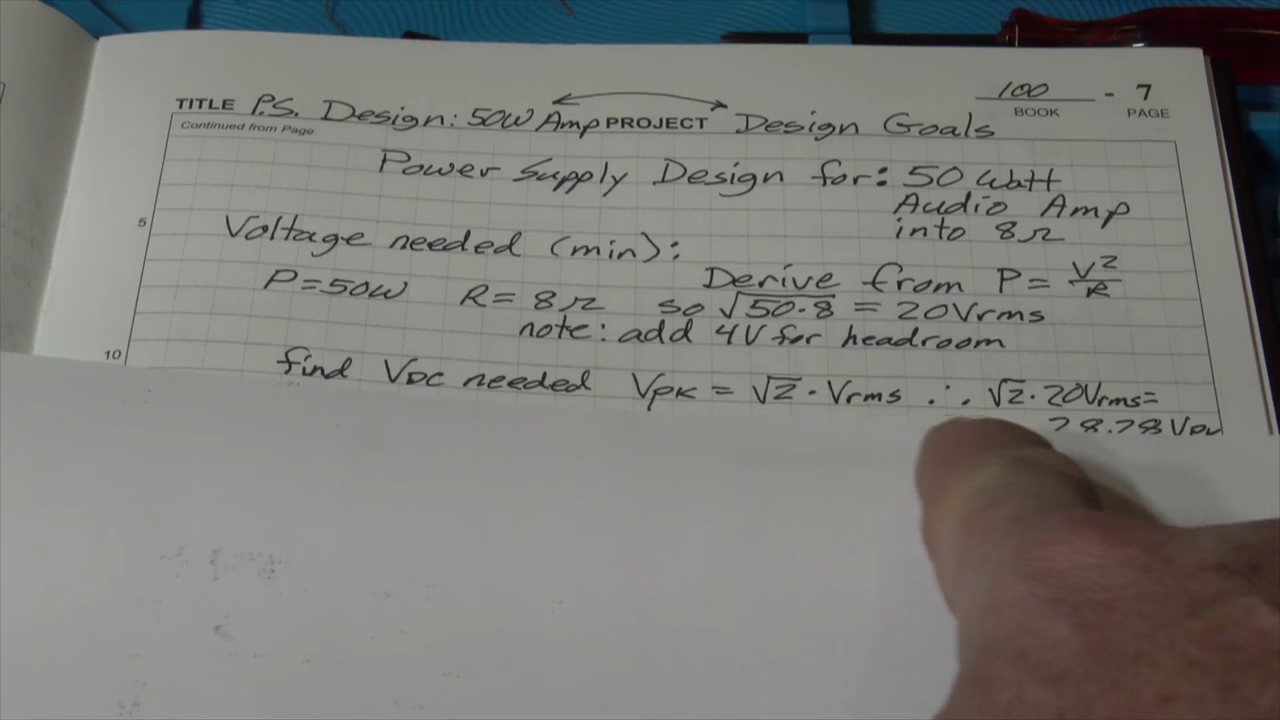 100 - 7
BOOK PAGE
TITLE P.S. Design: 50W Amp PROJECT Design Goals
Continued from Page
Power Supply Design for: 50 Watt
Audio Amp
5
into 8Ω
Voltage needed (min):
Derive from P = V²/R
P=50W R= 8Ω so √50·8 = 20Vrms
note: add 4V for headroom
10
find VDC needed VPK = √2 · Vrms ∴ √2 · 20Vrms=